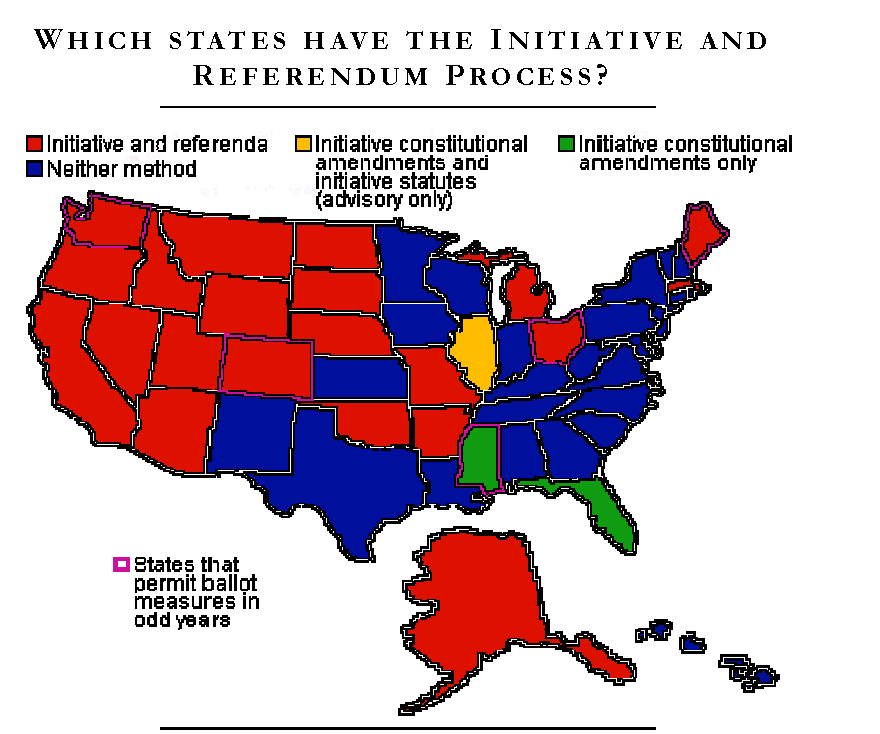 WHICH STATES HAVE THE INITIATIVE AND
REFERENDUM PROCESS?
Initiative and referenda
Neither method
Initiative constitutional
amendments and
initiative statutes
(advisory only)
Initiative constitutional
amendments only
States that
permit ballot
measures in
odd years